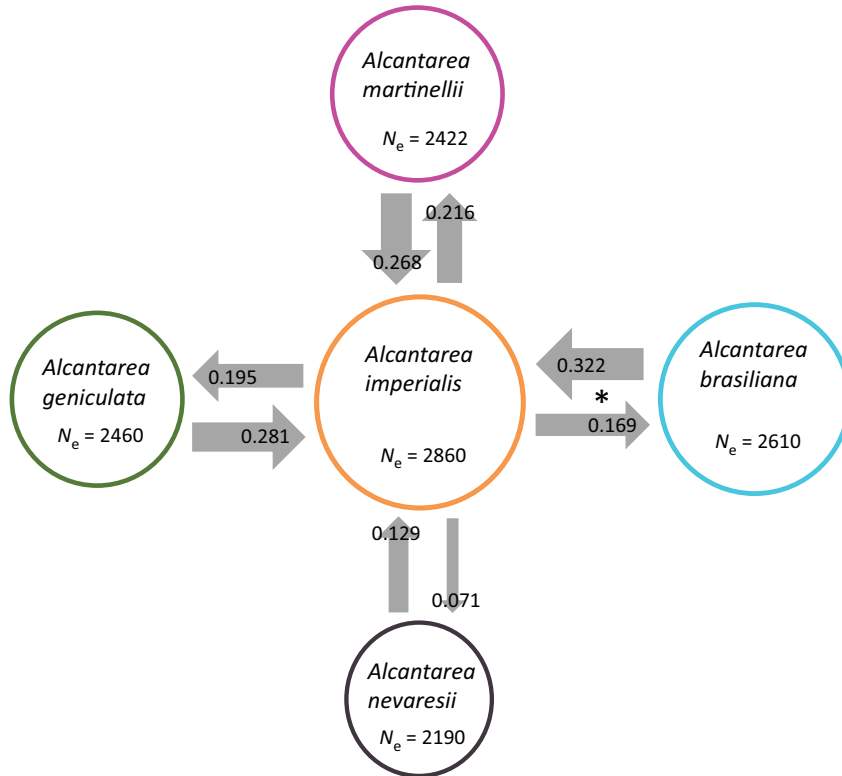 Alcantarea
martinellii
Nₑ = 2422
0.216
0.268
Alcantarea
geniculata
Nₑ = 2460
0.195
0.281
Alcantarea
imperialis
Nₑ = 2860
0.322
*
0.169
Alcantarea
brasiliana
Nₑ = 2610
0.129
0.071
Alcantarea
nevaresii
Nₑ = 2190